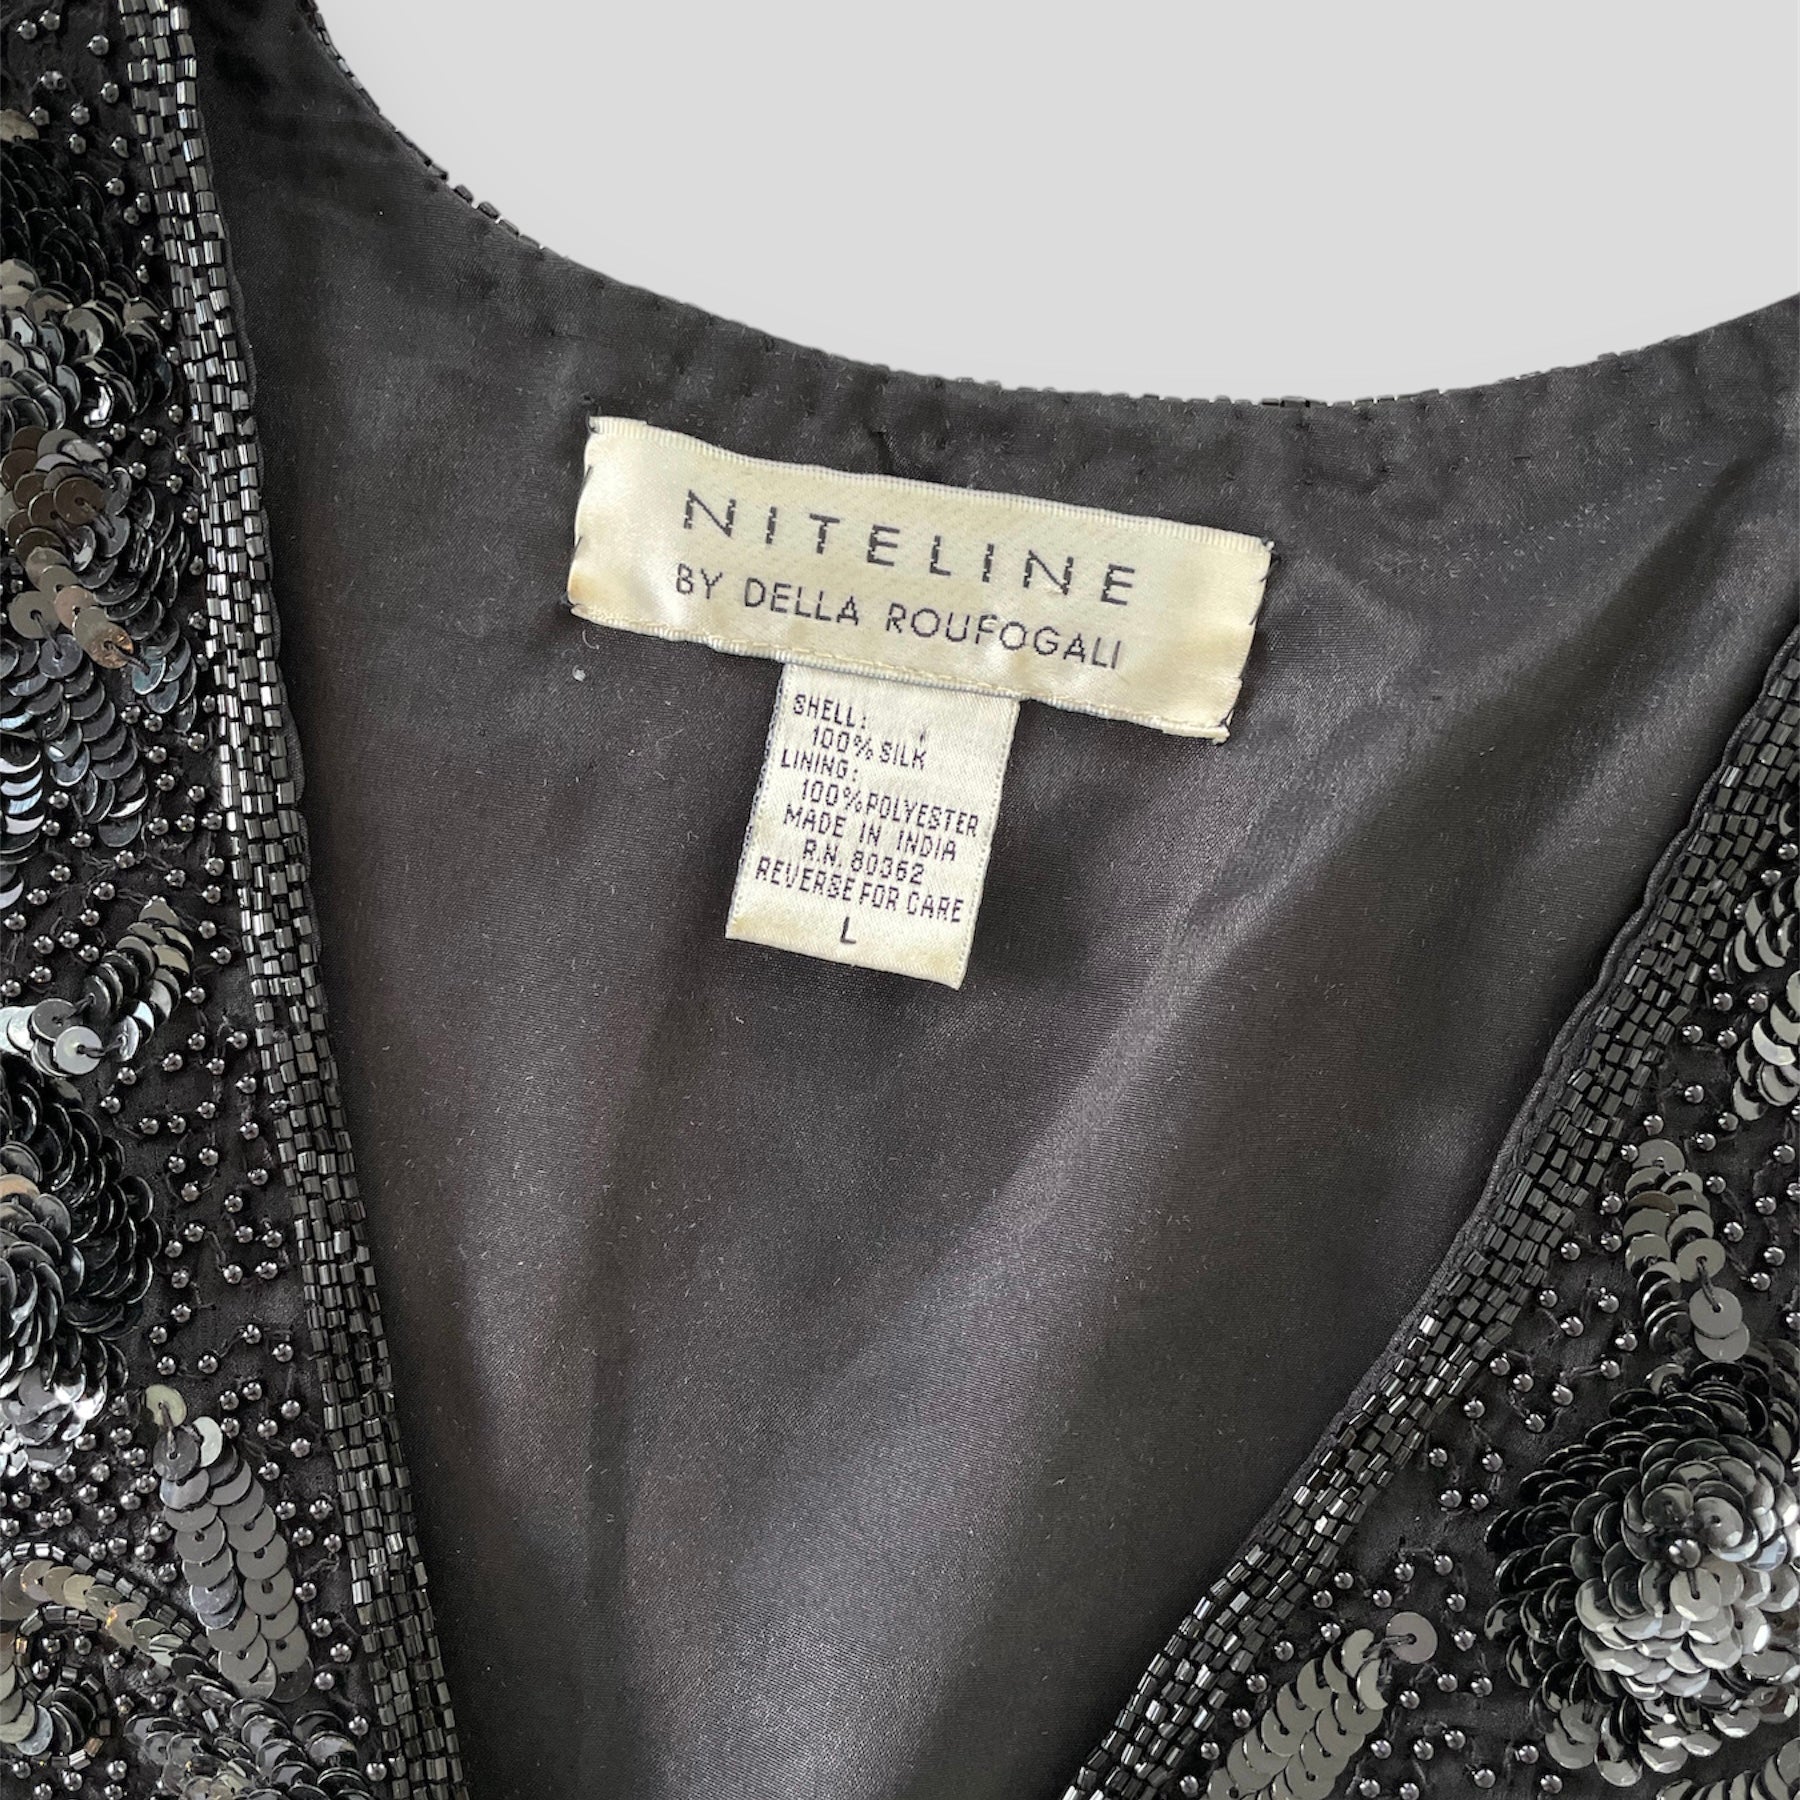 NITELINE
BY DELLA ROUFOGALI
SHELL:
100% SILK
LINING:
100% POLYESTER
MADE IN INDIA
R.N. 80362
REVERSE FOR CARE
L